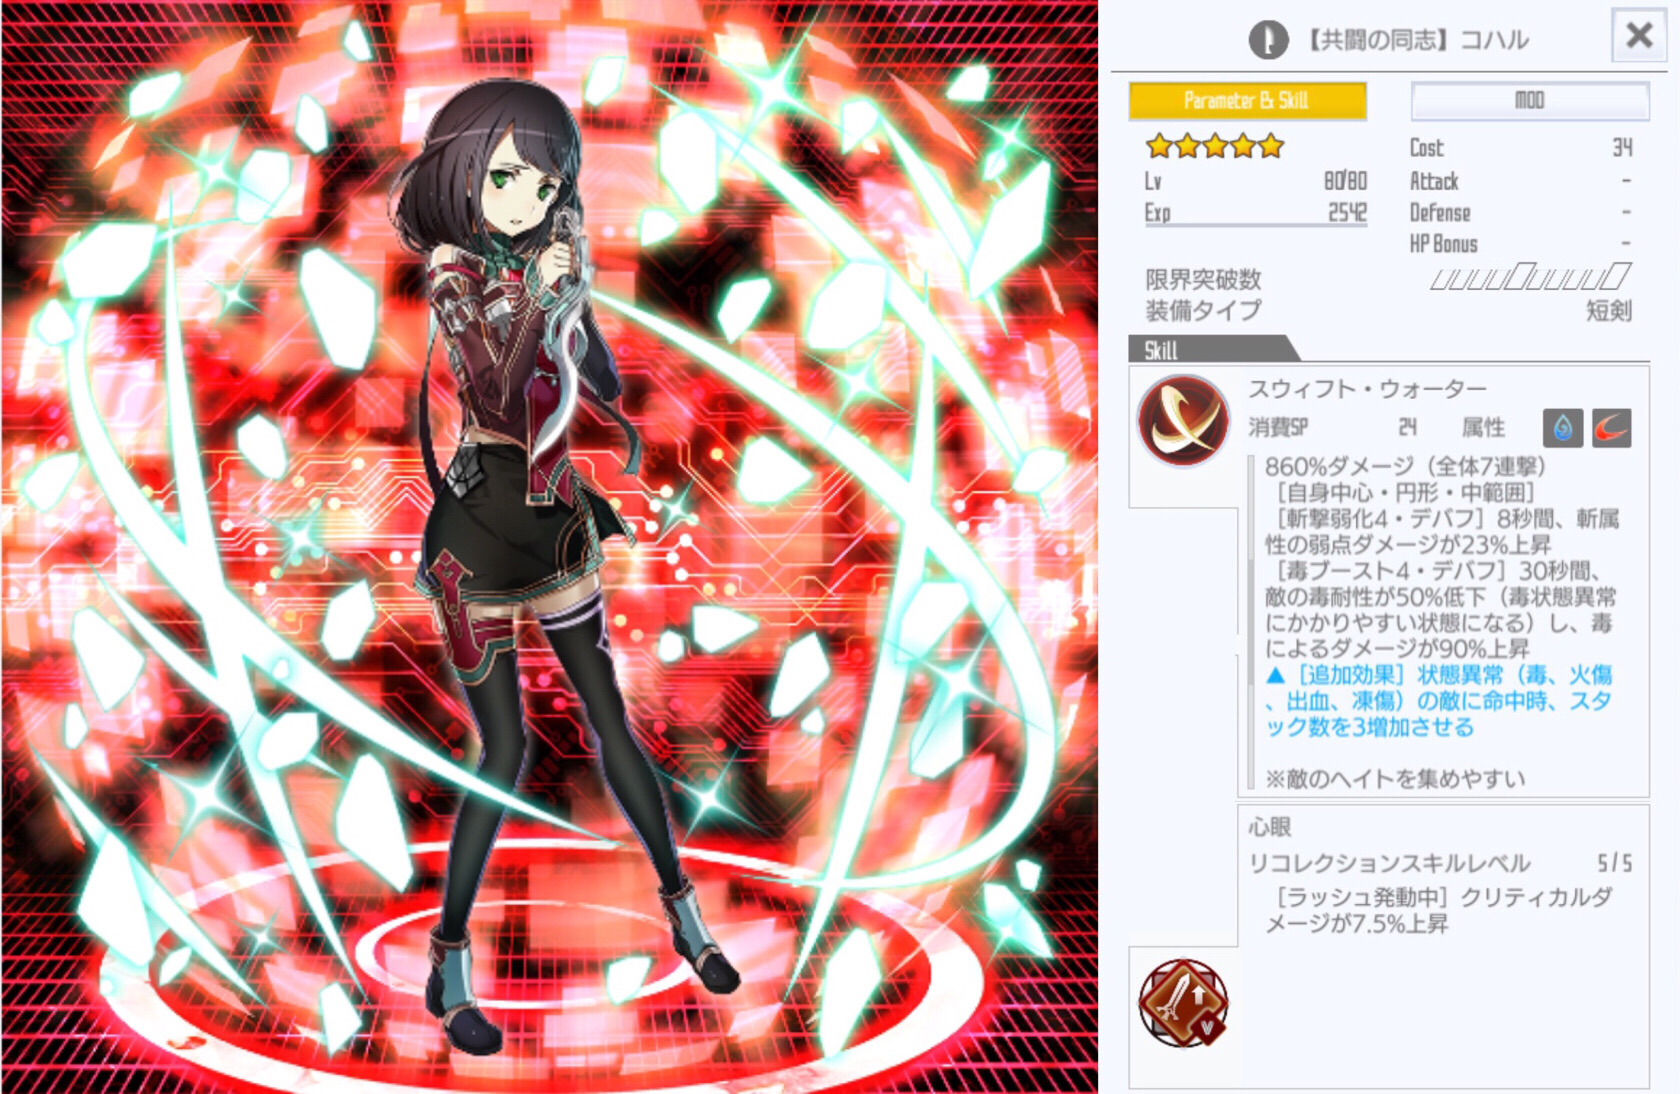 【共闘の同志】コハル
Parameter & Skill
MOD
Lv 80/80
Exp 2542
Cost 34
Attack -
Defense -
HP Bonus -
限界突破数
装備タイプ 短剣
Skill
スウィフト・ウォーター
消費SP 24 属性
860%ダメージ（全体7連撃）
［自身中心・円形・中範囲］
［斬撃弱化4・デバフ］8秒間、斬属
性の弱点ダメージが23%上昇
［毒ブースト4・デバフ］30秒間、
敵の毒耐性が50%低下（毒状態異常
にかかりやすい状態になる）し、毒
によるダメージが90%上昇
▲［追加効果］状態異常（毒、火傷
、出血、凍傷）の敵に命中時、スタ
ック数を3増加させる
※敵のヘイトを集めやすい
心眼
リコレクションスキルレベル 5/5
［ラッシュ発動中］クリティカルダ
メージが7.5%上昇
V